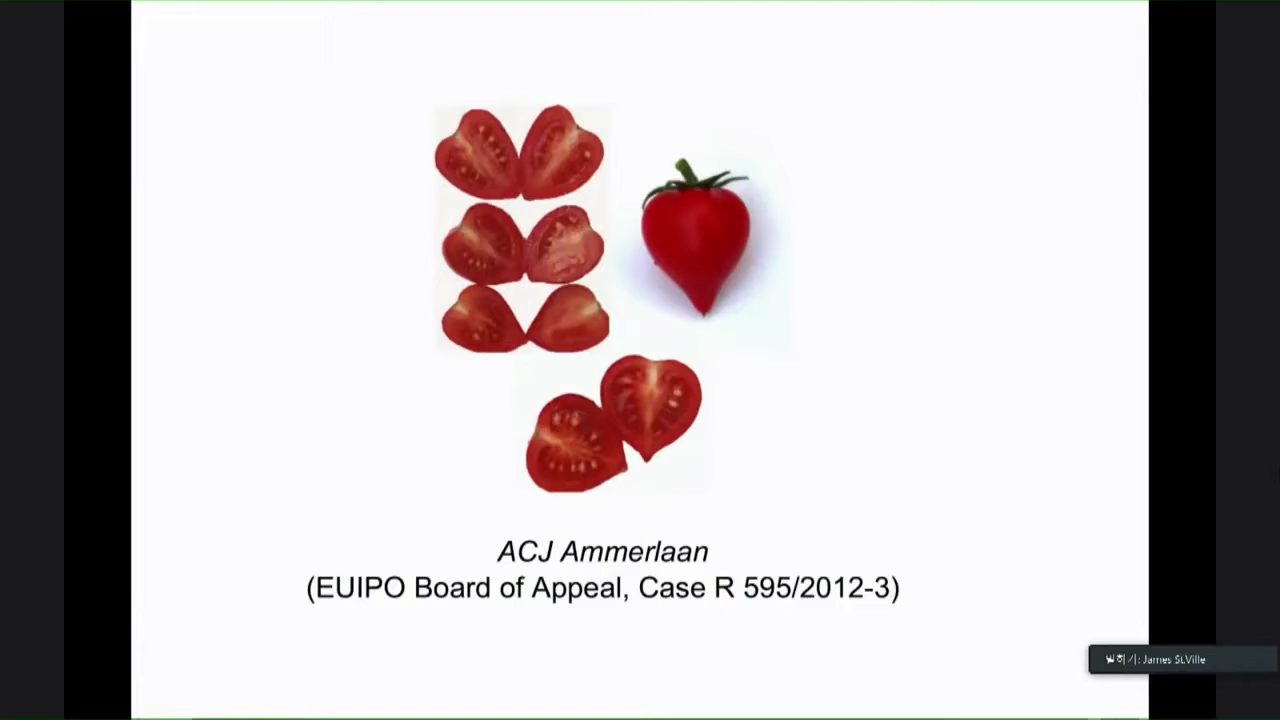 ACJ Ammerlaan
(EUIPO Board of Appeal, Case R 595/2012-3)
: James St.Ville